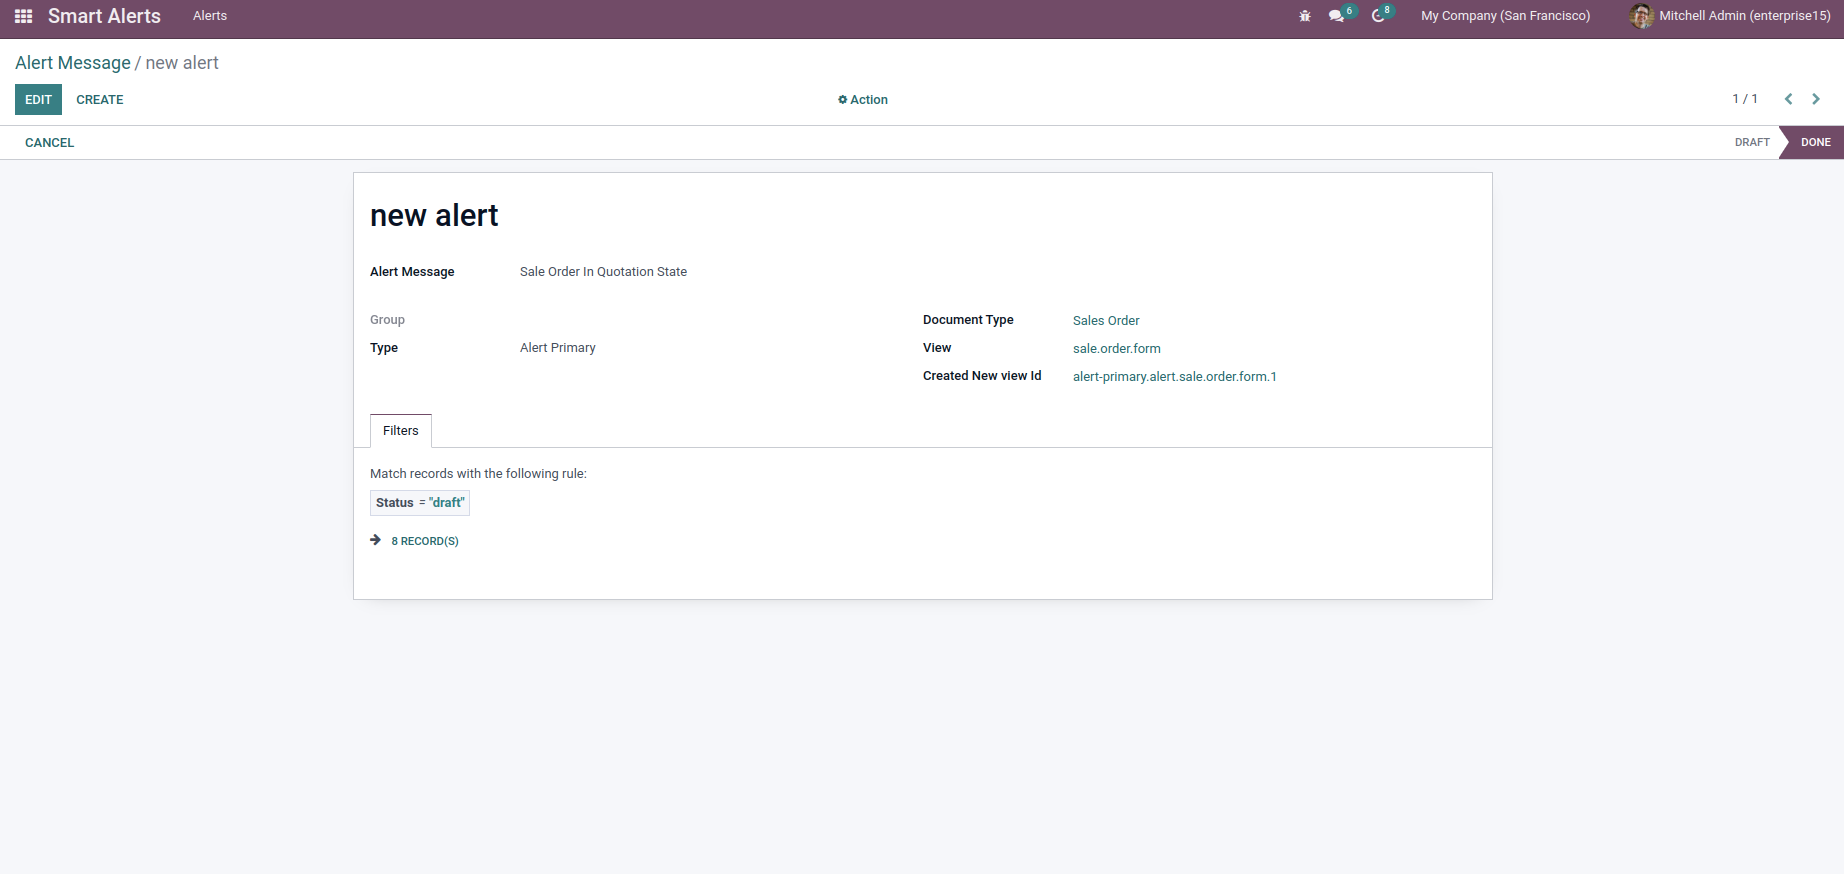 Smart Alerts Alerts 6 8 My Company (San Francisco) Mitchell Admin (enterprise15)
Alert Message / new alert
EDIT CREATE Action 1 / 1
CANCEL DRAFT DONE
new alert
Alert Message Sale Order In Quotation State
Group Document Type Sales Order
Type Alert Primary View sale.order.form
Created New view Id alert-primary.alert.sale.order.form.1
Filters
Match records with the following rule:
Status = "draft"
8 RECORD(S)